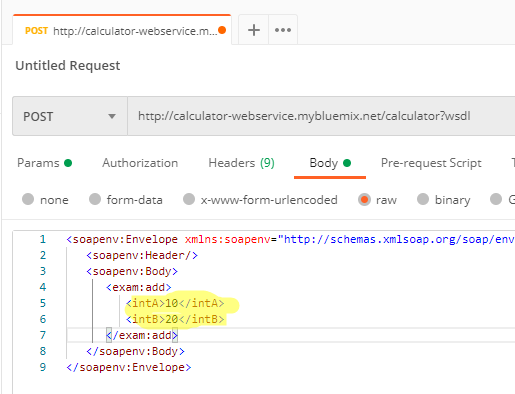 POST http://calculator-webservice.m...
+ •••
Untitled Request
POST http://calculator-webservice.mybluemix.net/calculator?wsdl
Params Authorization Headers (9) Body Pre-request Script T
none form-data x-www-form-urlencoded raw binary G
1 <soapenv:Envelope xmlns:soapenv="http://schemas.xmlsoap.org/soap/env
2 <soapenv:Header/>
3 <soapenv:Body>
4 <exam:add>
5 <intA>10</intA>
6 <intB>20</intB>
7 </exam:add>
8 </soapenv:Body>
9 </soapenv:Envelope>